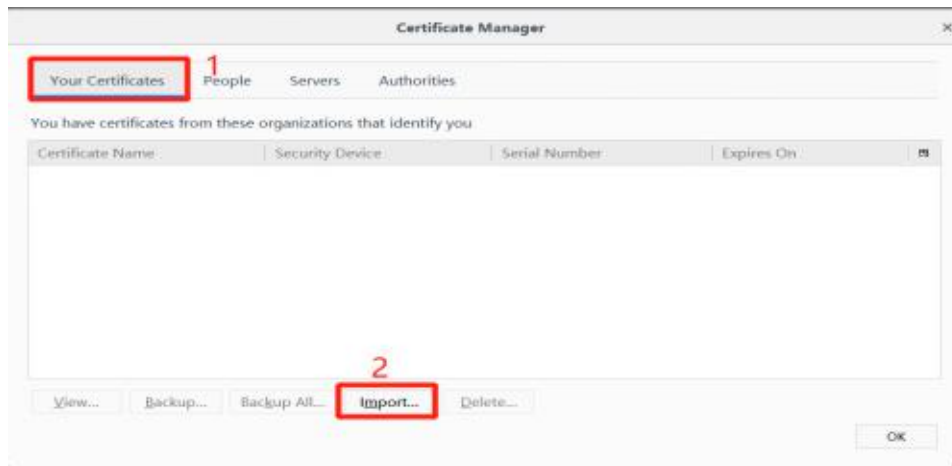 Certificate Manager ×
1
Your Certificates People Servers Authorities
You have certificates from these organizations that identify you
Certificate Name Security Device Serial Number Expires On
2
View... Backup... Backup All... Import... Delete...
OK